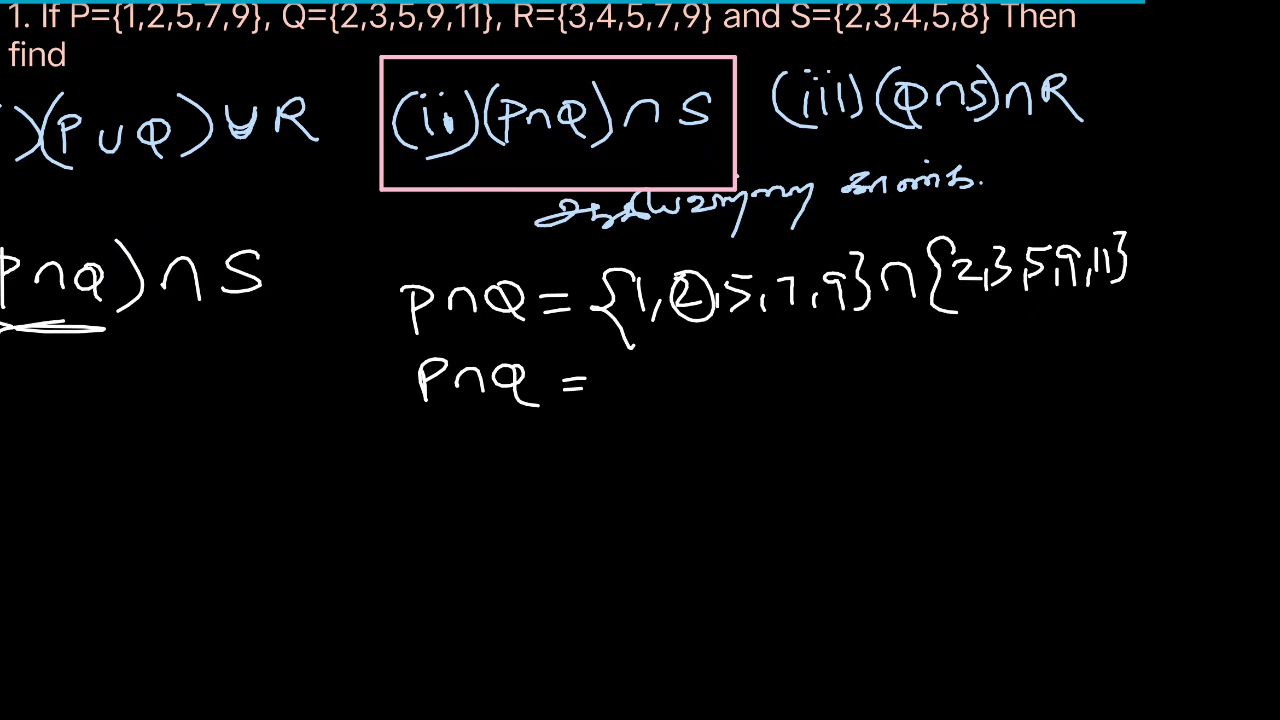 1. If P={1,2,5,7,9}, Q={2,3,5,9,11}, R={3,4,5,7,9} and S={2,3,4,5,8} Then
find
)(P∪Q)∪R (ii)(P∩Q)∩S (iii)(P∩S)∩R
P∩Q)∩S
P∩Q = {1,2,5,7,9}∩{2,3,5,9,11}
P∩Q =